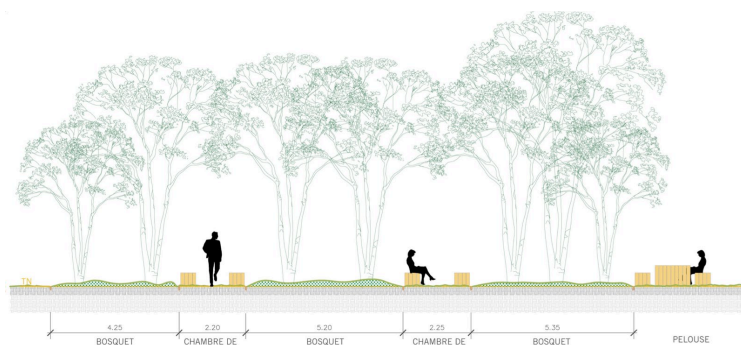 TN
4.25 2.20 5.20 2.25 5.35
BOSQUET CHAMBRE DE BOSQUET CHAMBRE DE BOSQUET PELOUSE